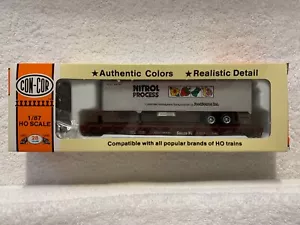 CON-COR
1/87
HO SCALE
★ Authentic Colors ★ Realistic Detail
NITROL
PROCESS
Compatible with all popular brands of HO trains